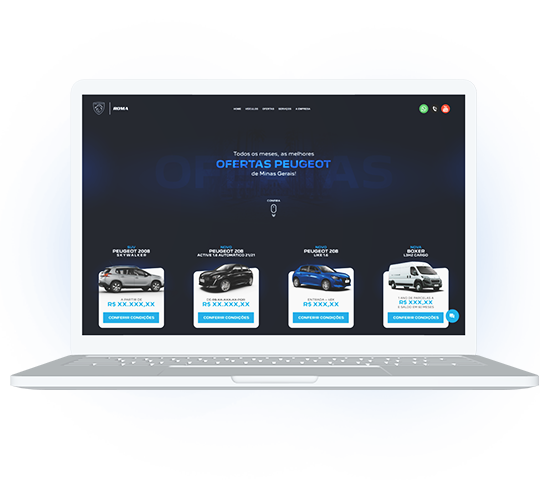 ROMA
HOME VEÍCULOS OFERTAS SERVIÇOS A EMPRESA
Todos os meses, as melhores
OFERTAS
OFERTAS PEUGEOT
de Minas Gerais!
CONFIRA
SUV
PEUGEOT 2008
SKYWALKER
A PARTIR DE
R$ XX.XXX,XX
CONFERIR CONDIÇÕES
NOVO
PEUGEOT 208
ACTIVE 1.6 AUTOMÁTICO 21/21
R$ XX.XXX,XX
CONFERIR CONDIÇÕES
NOVO
PEUGEOT 208
LIKE 1.6
R$ XXX,XX
CONFERIR CONDIÇÕES
BOXER
L3H2 CARGO
R$ XXX,XX
CONFERIR CONDIÇÕES